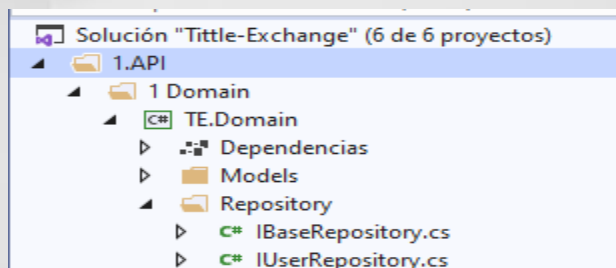 Solución "Tittle-Exchange" (6 de 6 proyectos)
1.API
1 Domain
C# TE.Domain
Dependencias
Models
Repository
C# IBaseRepository.cs
C# IUserRepository.cs